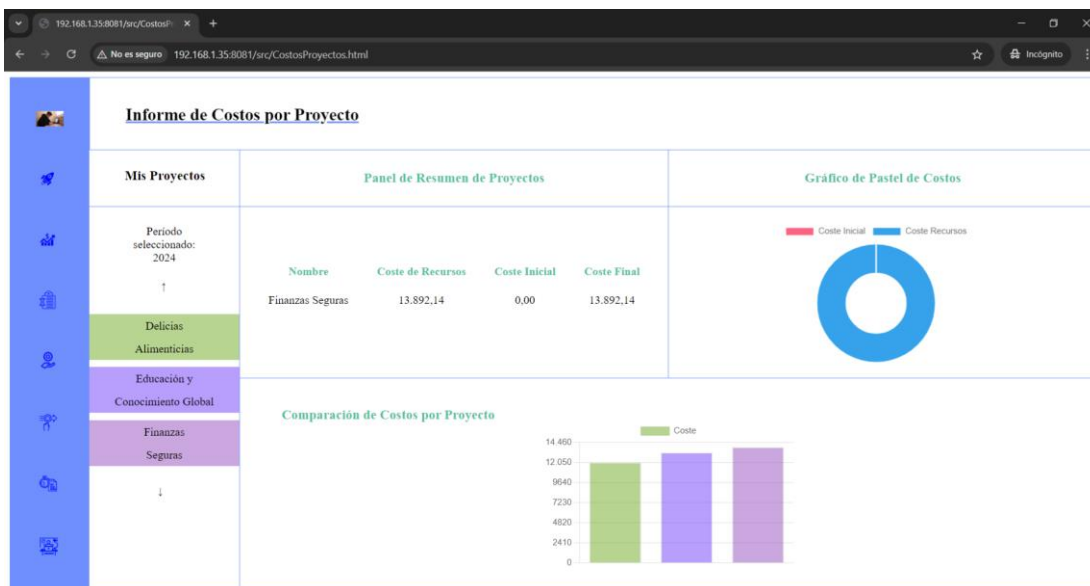 192.168.1.35:8081/src/CostosP
No es seguro 192.168.1.35:8081/src/CostosProyectos.html
Incógnito
Informe de Costos por Proyecto
Mis Proyectos
Panel de Resumen de Proyectos
Gráfico de Pastel de Costos
Periodo
seleccionado:
2024
↑
Delicias
Alimenticias
Educación y
Conocimiento Global
Finanzas
Seguras
↓
Nombre Coste de Recursos Coste Inicial Coste Final
Finanzas Seguras 13.892,14 0,00 13.892,14
Coste Inicial Coste Recursos
Comparación de Costos por Proyecto
Coste
14.460
12.050
9640
7230
4820
2410
0